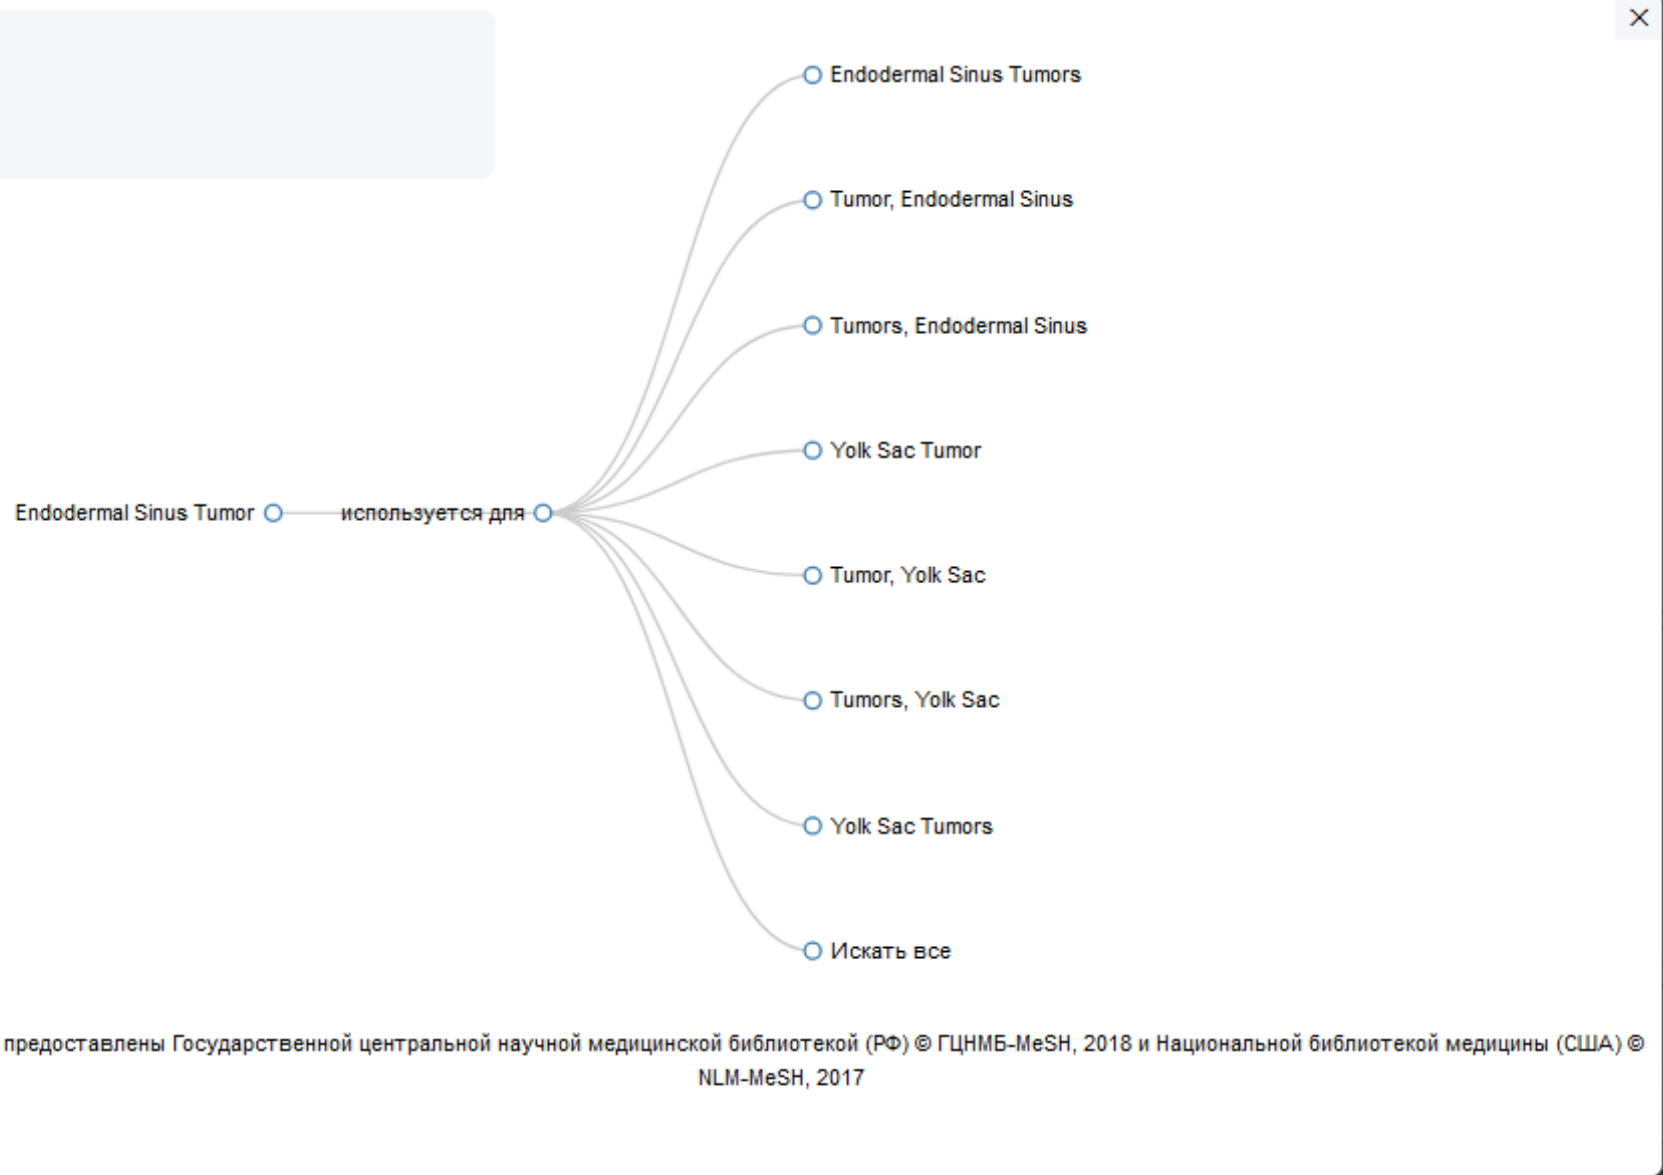 Endodermal Sinus Tumors
Tumor, Endodermal Sinus
Tumors, Endodermal Sinus
Yolk Sac Tumor
Endodermal Sinus Tumor
используется для
Tumor, Yolk Sac
Tumors, Yolk Sac
Yolk Sac Tumors
Искать все
предоставлены Государственной центральной научной медицинской библиотекой (РФ) © ГЦНМБ-MeSH, 2018 и Национальной библиотекой медицины (США) ©
NLM-MeSH, 2017